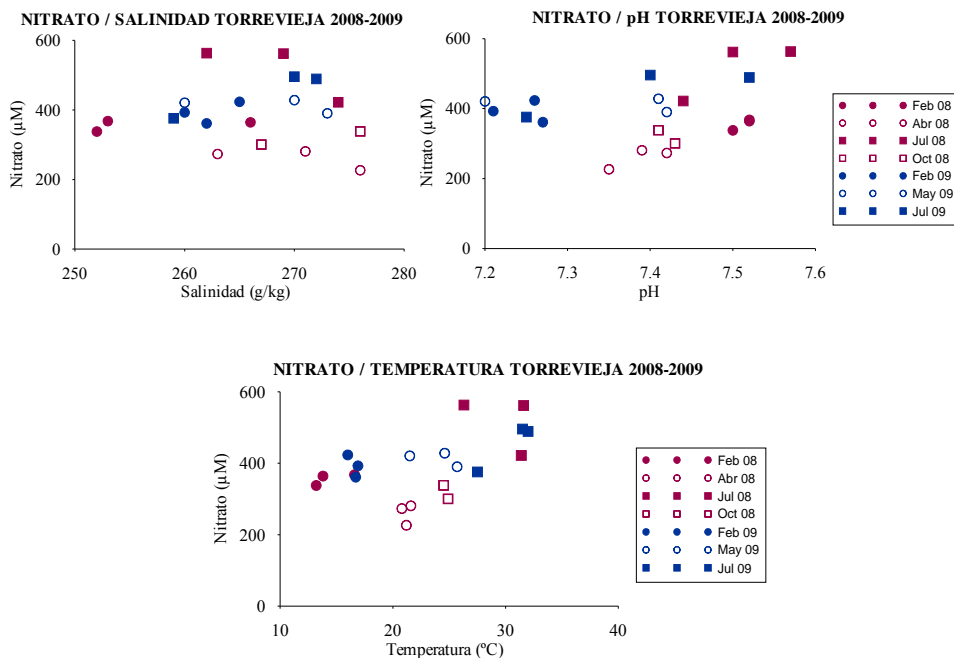 NITRATO / SALINIDAD TORREVIEJA 2008-2009
600
400
200
0
Nitrato (µM)
250
260
270
280
Salinidad (g/kg)
NITRATO / pH TORREVIEJA 2008-2009
600
400
200
0
Nitrato (µM)
7.2
7.3
7.4
7.5
7.6
pH
Feb 08
Abr 08
Jul 08
Oct 08
Feb 09
May 09
Jul 09
NITRATO / TEMPERATURA TORREVIEJA 2008-2009
600
400
200
0
Nitrato (µM)
10
20
30
40
Temperatura (ºC)
Feb 08
Abr 08
Jul 08
Oct 08
Feb 09
May 09
Jul 09